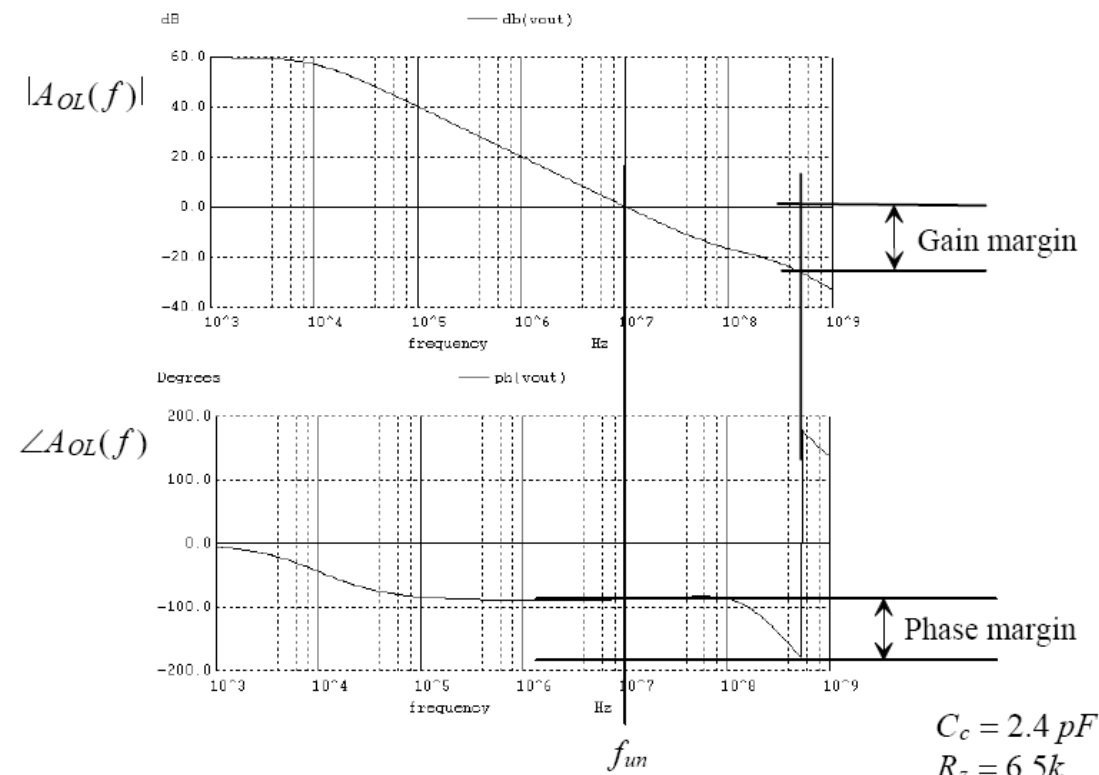 dB
db(vout)
|A_OL(f)|
60.0
40.0
20.0
0.0
-20.0
-40.0
Gain margin
10^3 10^4 10^5 10^6 10^7 10^8 10^9
frequency Hz
Degrees
ph(vout)
∠A_OL(f)
200.0
100.0
0.0
-100.0
-200.0
Phase margin
10^3 10^4 10^5 10^6 10^7 10^8 10^9
frequency Hz
f_un
C_c = 2.4 pF
R_z = 6.5k